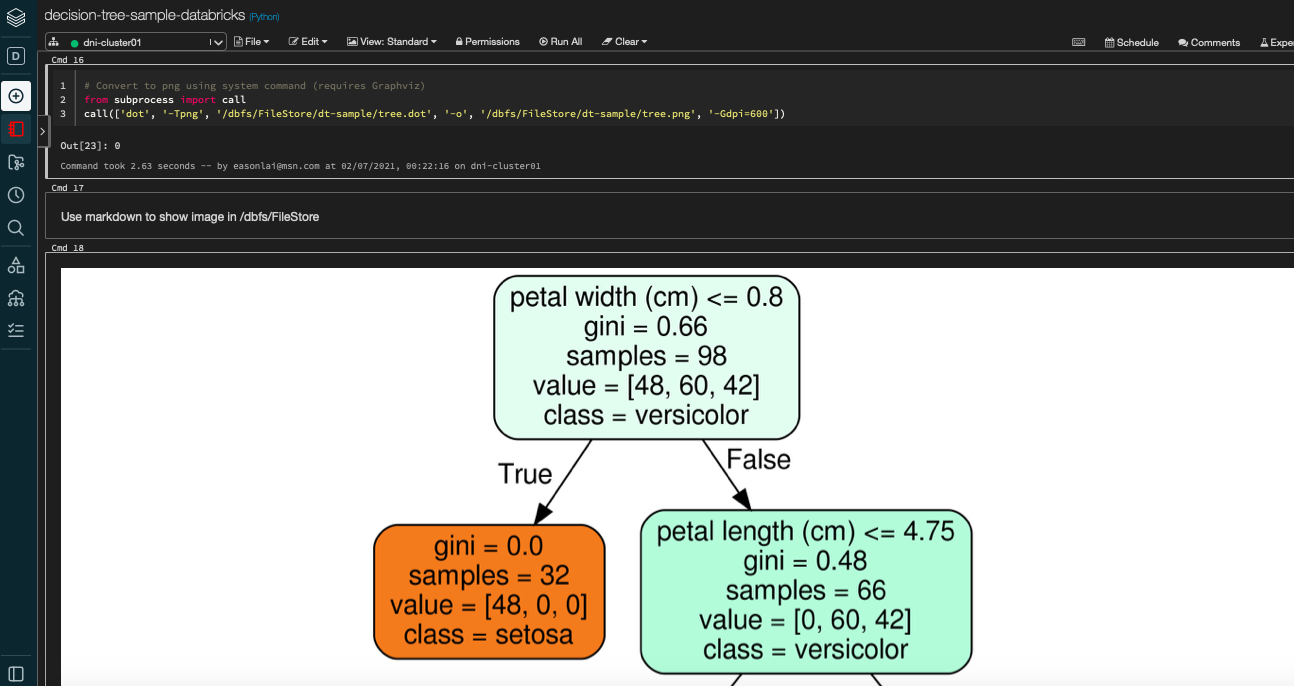 decision-tree-sample-databricks (Python)
dni-cluster01 File Edit View: Standard Permissions Run All Clear Schedule Comments Expe
D
Cmd 16
1 # Convert to png using system command (requires Graphviz)
2 from subprocess import call
3 call(['dot', '-Tpng', '/dbfs/FileStore/dt-sample/tree.dot', '-o', '/dbfs/FileStore/dt-sample/tree.png', '-Gdpi=600'])
Out[23]: 0
Command took 2.63 seconds -- by easonlai@msn.com at 02/07/2021, 00:22:16 on dni-cluster01
Cmd 17
Use markdown to show image in /dbfs/FileStore
Cmd 18
petal width (cm) <= 0.8
gini = 0.66
samples = 98
value = [48, 60, 42]
class = versicolor
True
False
gini = 0.0
samples = 32
value = [48, 0, 0]
class = setosa
petal length (cm) <= 4.75
gini = 0.48
samples = 66
value = [0, 60, 42]
class = versicolor